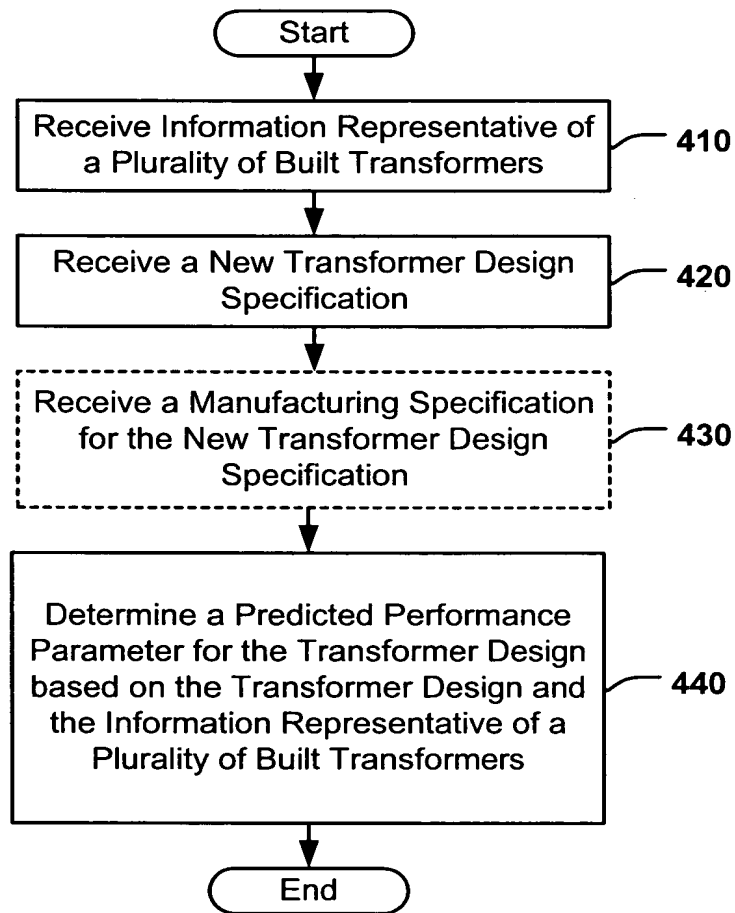 Start
Receive Information Representative of
a Plurality of Built Transformers
410
Receive a New Transformer Design
Specification
420
Receive a Manufacturing Specification
for the New Transformer Design
Specification
430
Determine a Predicted Performance
Parameter for the Transformer Design
based on the Transformer Design and
the Information Representative of a
Plurality of Built Transformers
440
End